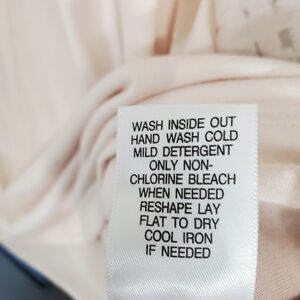 WASH INSIDE OUT
HAND WASH COLD
MILD DETERGENT
ONLY NON-
CHLORINE BLEACH
WHEN NEEDED
RESHAPE LAY
FLAT TO DRY
COOL IRON
IF NEEDED